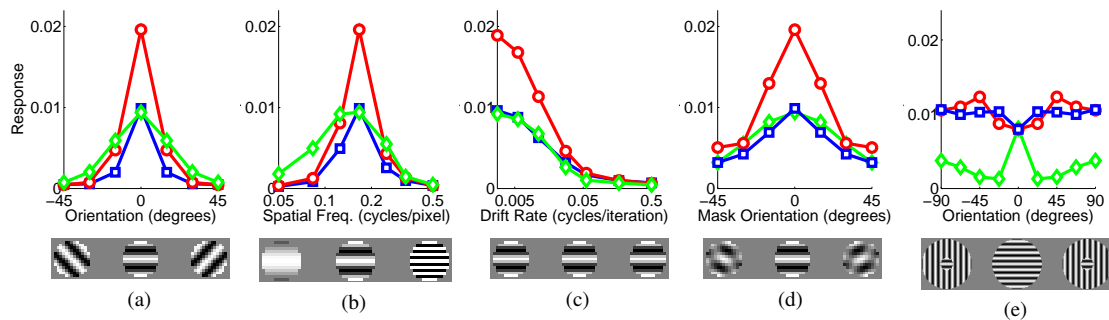 0.02
0.01
0
Response
−45 0 45
Orientation (degrees)
(a)
0.02
0.01
0
0.05 0.1 0.2 0.5
Spatial Freq. (cycles/pixel)
(b)
0.02
0.01
0
0.005 0.05 0.5
Drift Rate (cycles/iteration)
(c)
0.02
0.01
0
−45 0 45
Mask Orientation (degrees)
(d)
0.02
0.01
0
−90 −45 0 45 90
Orientation (degrees)
(e)